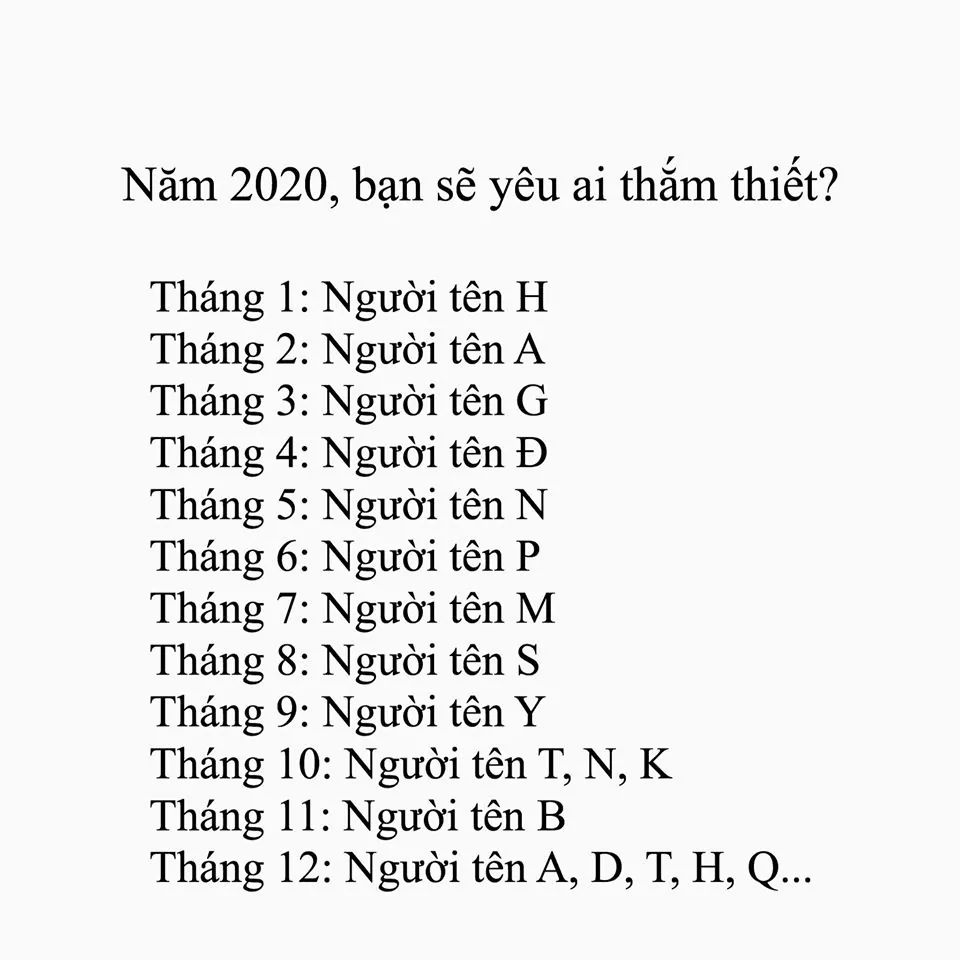 Năm 2020, bạn sẽ yêu ai thắm thiết?
Tháng 1: Người tên H
Tháng 2: Người tên A
Tháng 3: Người tên G
Tháng 4: Người tên Đ
Tháng 5: Người tên N
Tháng 6: Người tên P
Tháng 7: Người tên M
Tháng 8: Người tên S
Tháng 9: Người tên Y
Tháng 10: Người tên T, N, K
Tháng 11: Người tên B
Tháng 12: Người tên A, D, T, H, Q...